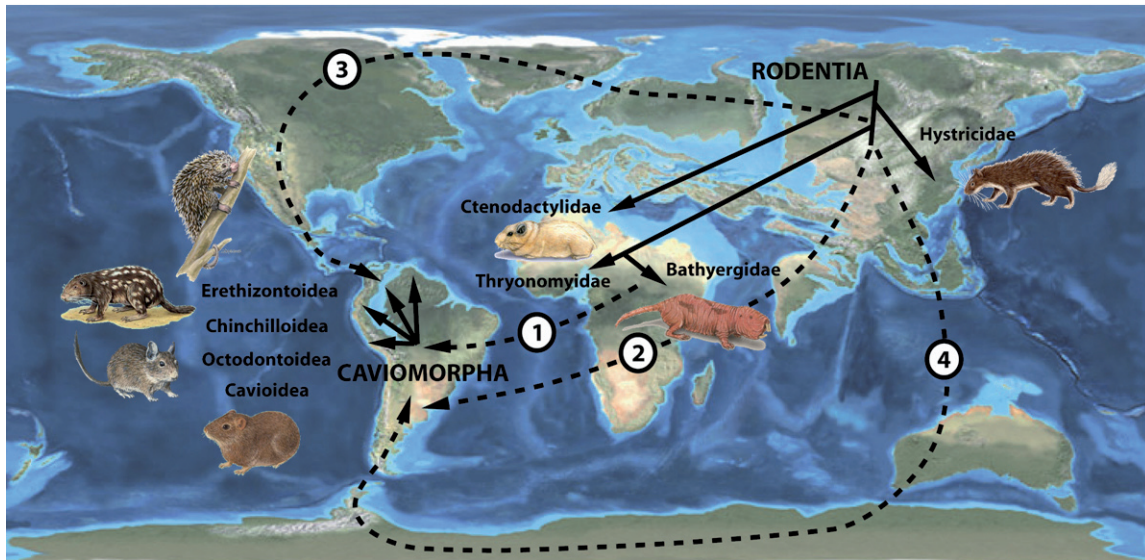 3
RODENTIA
Hystricidae
Ctenodactylidae
Thryonomyidae
Bathyergidae
Erethizontoidea
Chinchilloidea
Octodontoidea
Cavioidea
CAVIOMORPHA
1
2
4